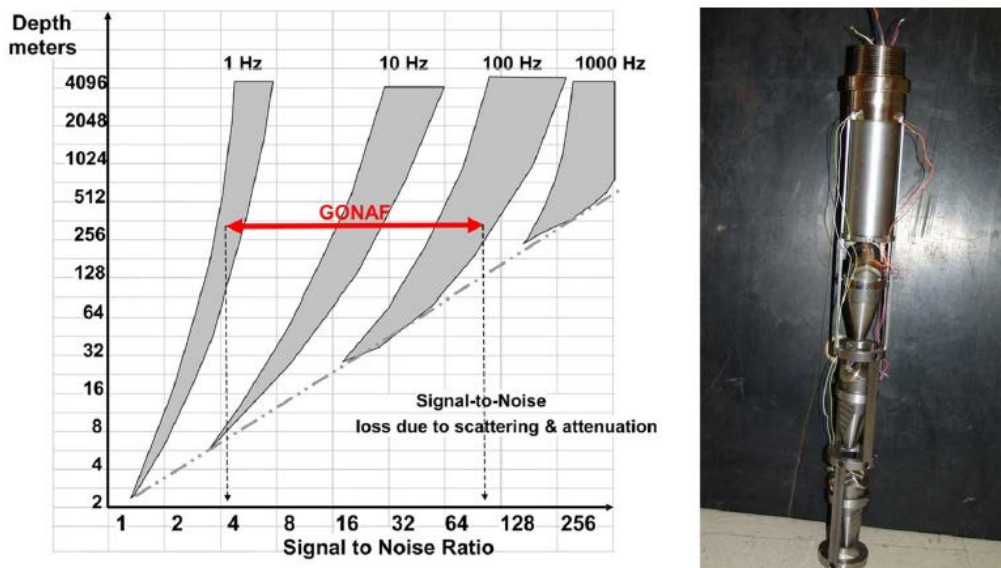 Depth
meters
1 Hz
10 Hz
100 Hz
1000 Hz
4096
2048
1024
512
256
128
64
32
16
8
4
2
GONAF
Signal-to-Noise
loss due to scattering & attenuation
1 2 4 8 16 32 64 128 256
Signal to Noise Ratio